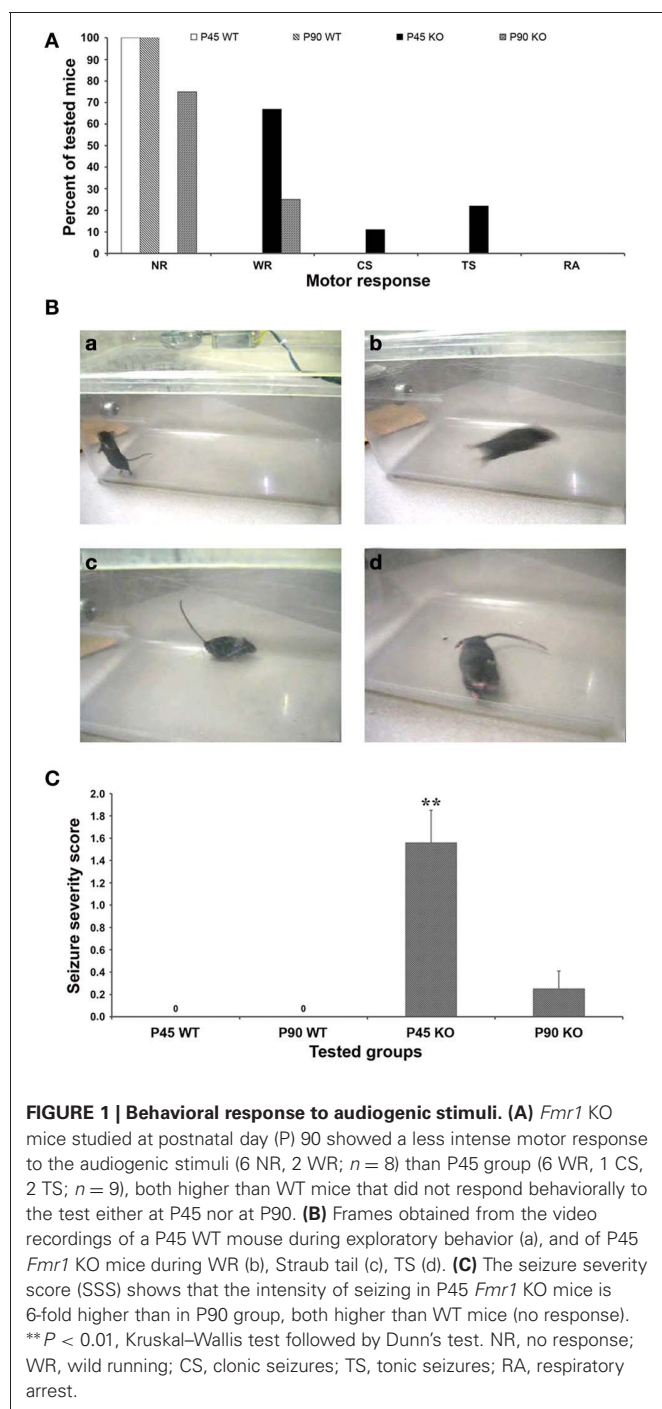 A
P45 WT P90 WT P45 KO P90 KO
Percent of tested mice
100
90
80
70
60
50
40
30
20
10
0
NR WR CS TS RA
Motor response
B
a
b
c
d
C
Seizure severity score
2.0
1.8
1.6
1.4
1.2
1.0
0.8
0.6
0.4
0.2
0.0
0
0
**
P45 WT P90 WT P45 KO P90 KO
Tested groups
FIGURE 1 | Behavioral response to audiogenic stimuli. (A) Fmr1 KO
mice studied at postnatal day (P) 90 showed a less intense motor response
to the audiogenic stimuli (6 NR, 2 WR; n = 8) than P45 group (6 WR, 1 CS,
2 TS; n = 9), both higher than WT mice that did not respond behaviorally to
the test either at P45 nor at P90. (B) Frames obtained from the video
recordings of a P45 WT mouse during exploratory behavior (a), and of P45
Fmr1 KO mice during WR (b), Straub tail (c), TS (d). (C) The seizure severity
score (SSS) shows that the intensity of seizing in P45 Fmr1 KO mice is
6-fold higher than in P90 group, both higher than WT mice (no response).
**P < 0.01, Kruskal–Wallis test followed by Dunn's test. NR, no response;
WR, wild running; CS, clonic seizures; TS, tonic seizures; RA, respiratory
arrest.